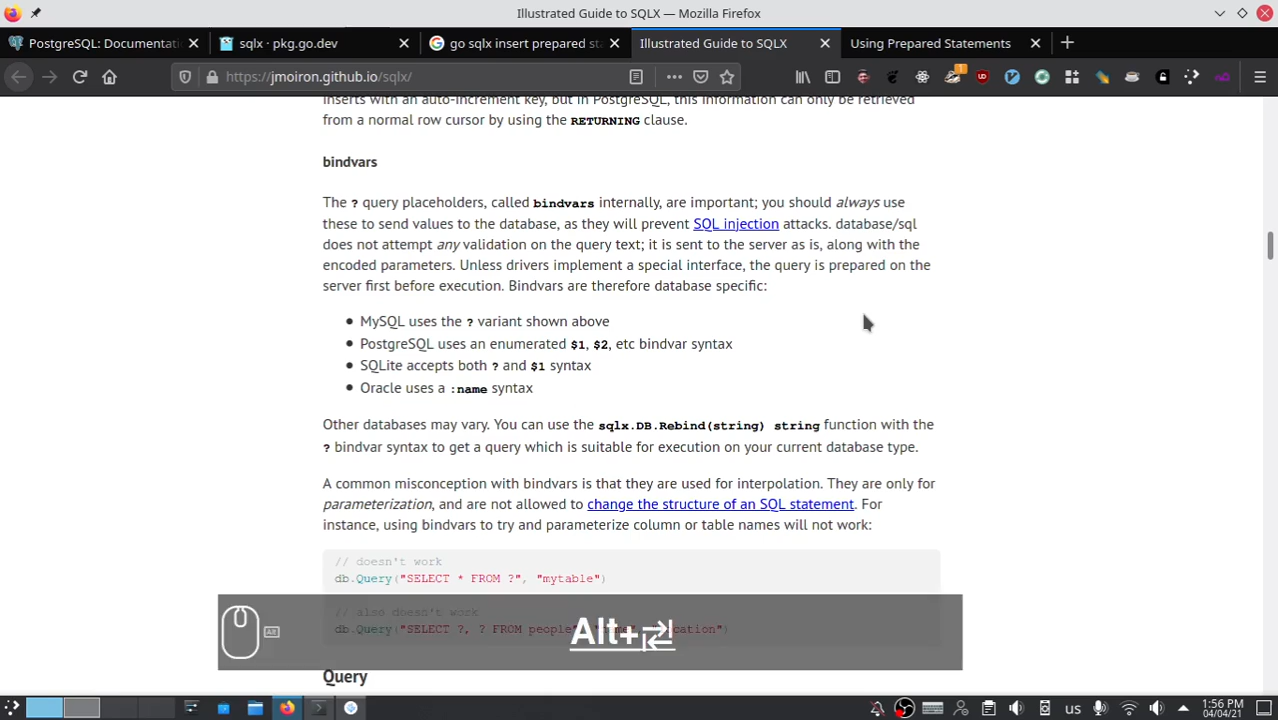 Illustrated Guide to SQLX — Mozilla Firefox
PostgreSQL: Documentati
sqlx · pkg.go.dev
go sqlx insert prepared st
Illustrated Guide to SQLX
Using Prepared Statements
https://jmoiron.github.io/sqlx/
1
inserts with an auto-increment key, but in PostgreSQL, this information can only be retrieved
from a normal row cursor by using the RETURNING clause.
bindvars
The ? query placeholders, called bindvars internally, are important; you should always use
these to send values to the database, as they will prevent SQL injection attacks. database/sql
does not attempt any validation on the query text; it is sent to the server as is, along with the
encoded parameters. Unless drivers implement a special interface, the query is prepared on the
server first before execution. Bindvars are therefore database specific:
• MySQL uses the ? variant shown above
• PostgreSQL uses an enumerated $1, $2, etc bindvar syntax
• SQLite accepts both ? and $1 syntax
• Oracle uses a :name syntax
Other databases may vary. You can use the sqlx.DB.Rebind(string) string function with the
? bindvar syntax to get a query which is suitable for execution on your current database type.
A common misconception with bindvars is that they are used for interpolation. They are only for
parameterization, and are not allowed to change the structure of an SQL statement. For
instance, using bindvars to try and parameterize column or table names will not work:
// doesn't work
db.Query("SELECT * FROM ?", "mytable")
// also doesn't work
db.Query("SELECT ?, ? FROM people
Alt
Alt+
Query
us
1:56 PM
04/04/21